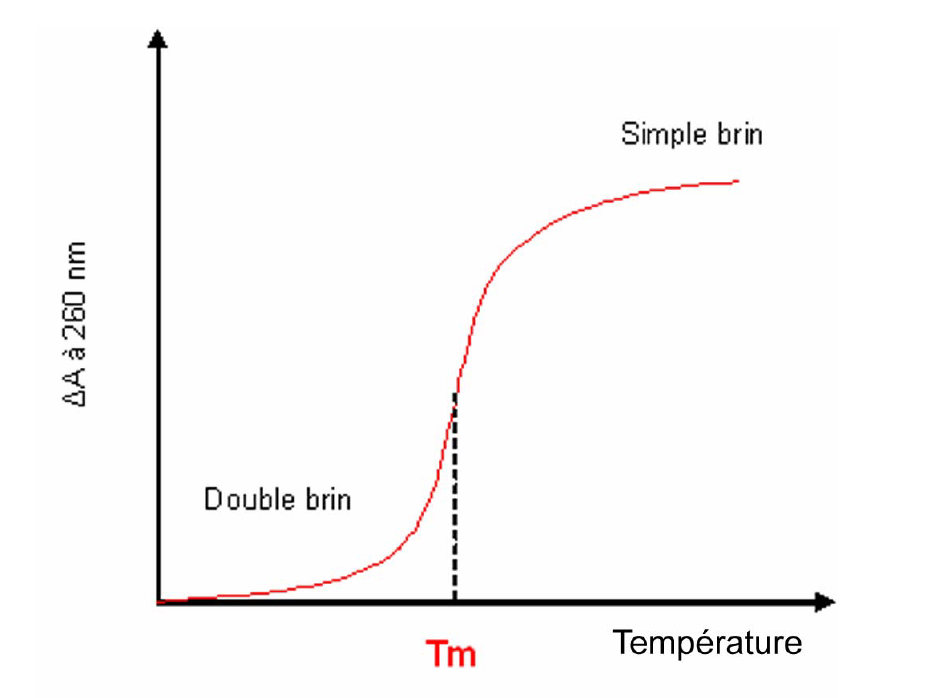 Simple brin
ΔA à 260 nm
Double brin
Tm
Température